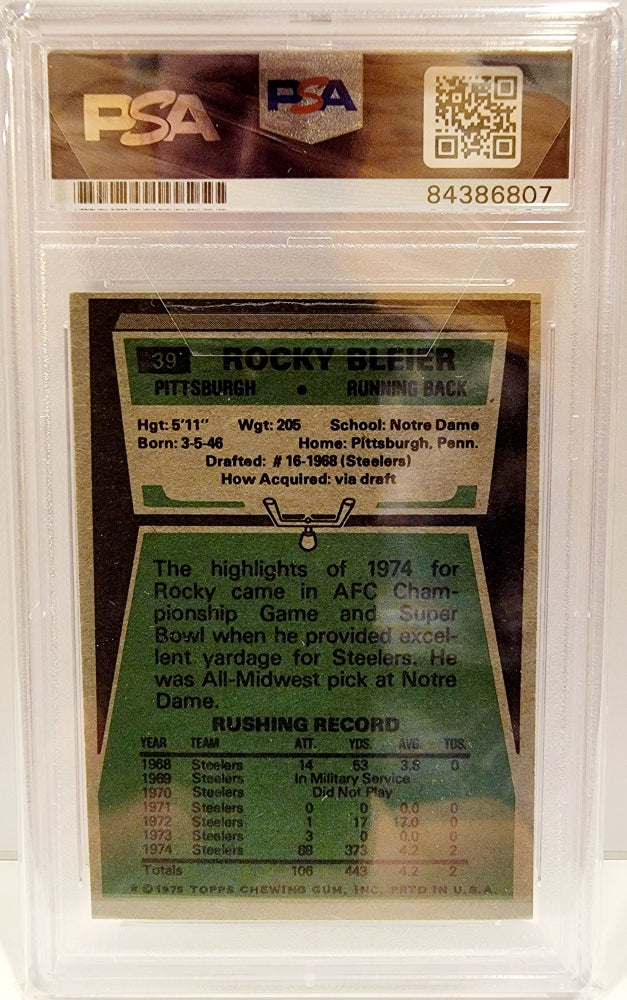 PSA PSA
84386807
39 ROCKY BLEIER
PITTSBURGH • RUNNING BACK
Hgt: 5'11" Wgt: 205 School: Notre Dame
Born: 3-5-46 Home: Pittsburgh, Penn.
Drafted: #16-1968 (Steelers)
How Acquired: via draft
The highlights of 1974 for
Rocky came in AFC Cham-
pionship Game and Super
Bowl when he provided excel-
lent yardage for Steelers. He
was All-Midwest pick at Notre
Dame.
RUSHING RECORD
YEAR TEAM ATT. YDS. AVG. TDS.
1968 Steelers 14 53 3.8 0
1969 Steelers In Military Service
1970 Steelers Did Not Play
1971 Steelers 0 0 0.0 0
1972 Steelers 1 17 17.0 0
1973 Steelers 3 0 0.0 0
1974 Steelers 88 373 4.2 2
Totals 106 443 4.2 2
* © 1975 TOPPS CHEWING GUM, INC. PRTD IN U.S.A.